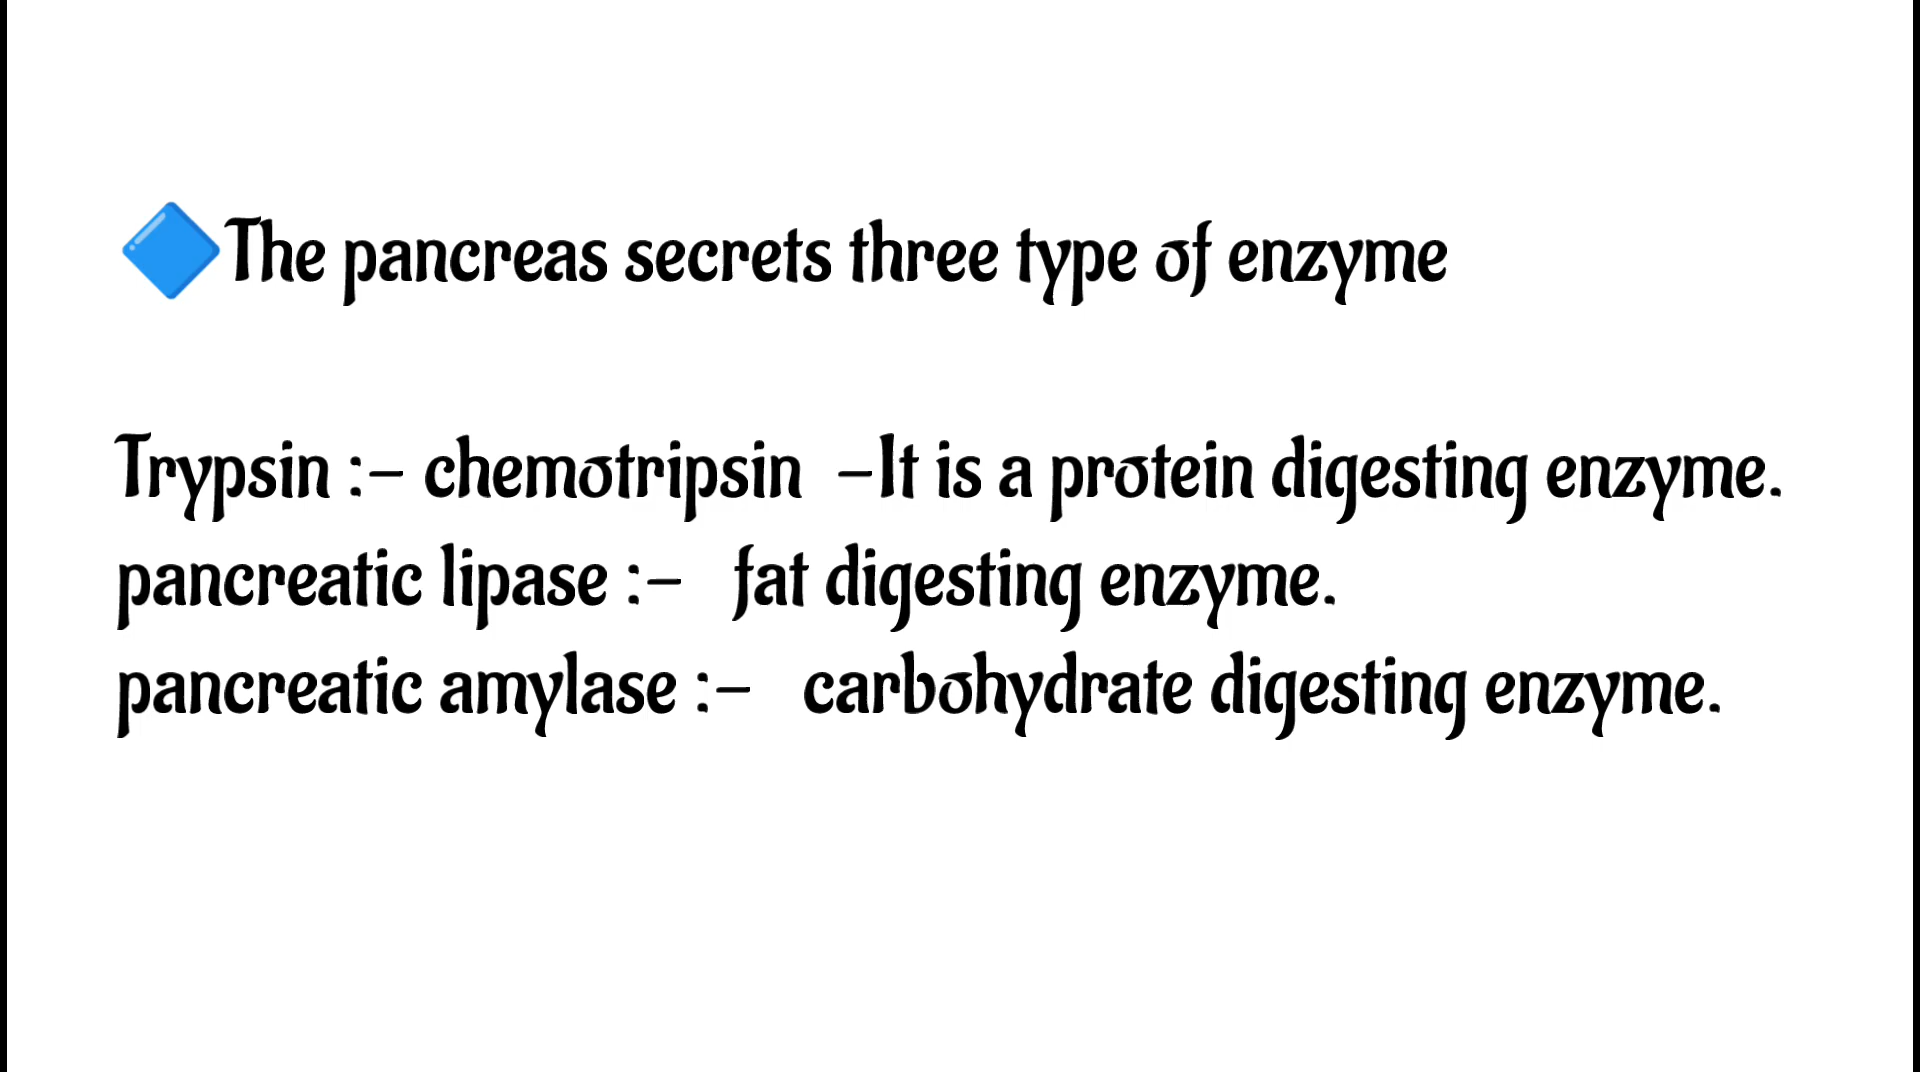 🔷The pancreas secrets three type of enzyme
Trypsin :- chemotripsin -It is a protein digesting enzyme.
pancreatic lipase :- fat digesting enzyme.
pancreatic amylase :- carbohydrate digesting enzyme.